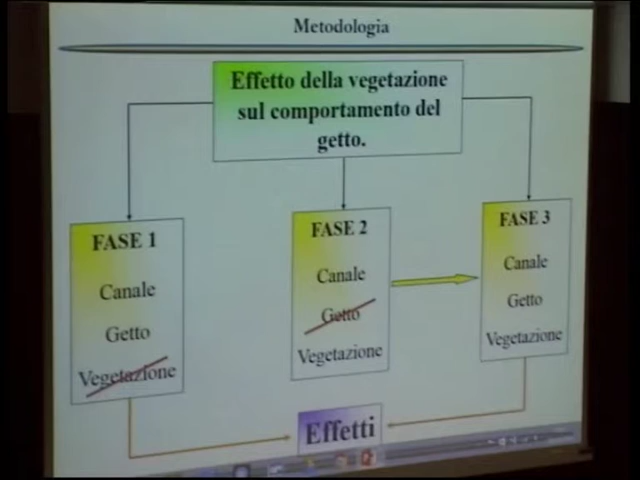 Metodologia
Effetto della vegetazione
sul comportamento del
getto.
FASE 1
Canale
Getto
Vegetazione
FASE 2
Canale
Getto
Vegetazione
FASE 3
Canale
Getto
Vegetazione
Effetti